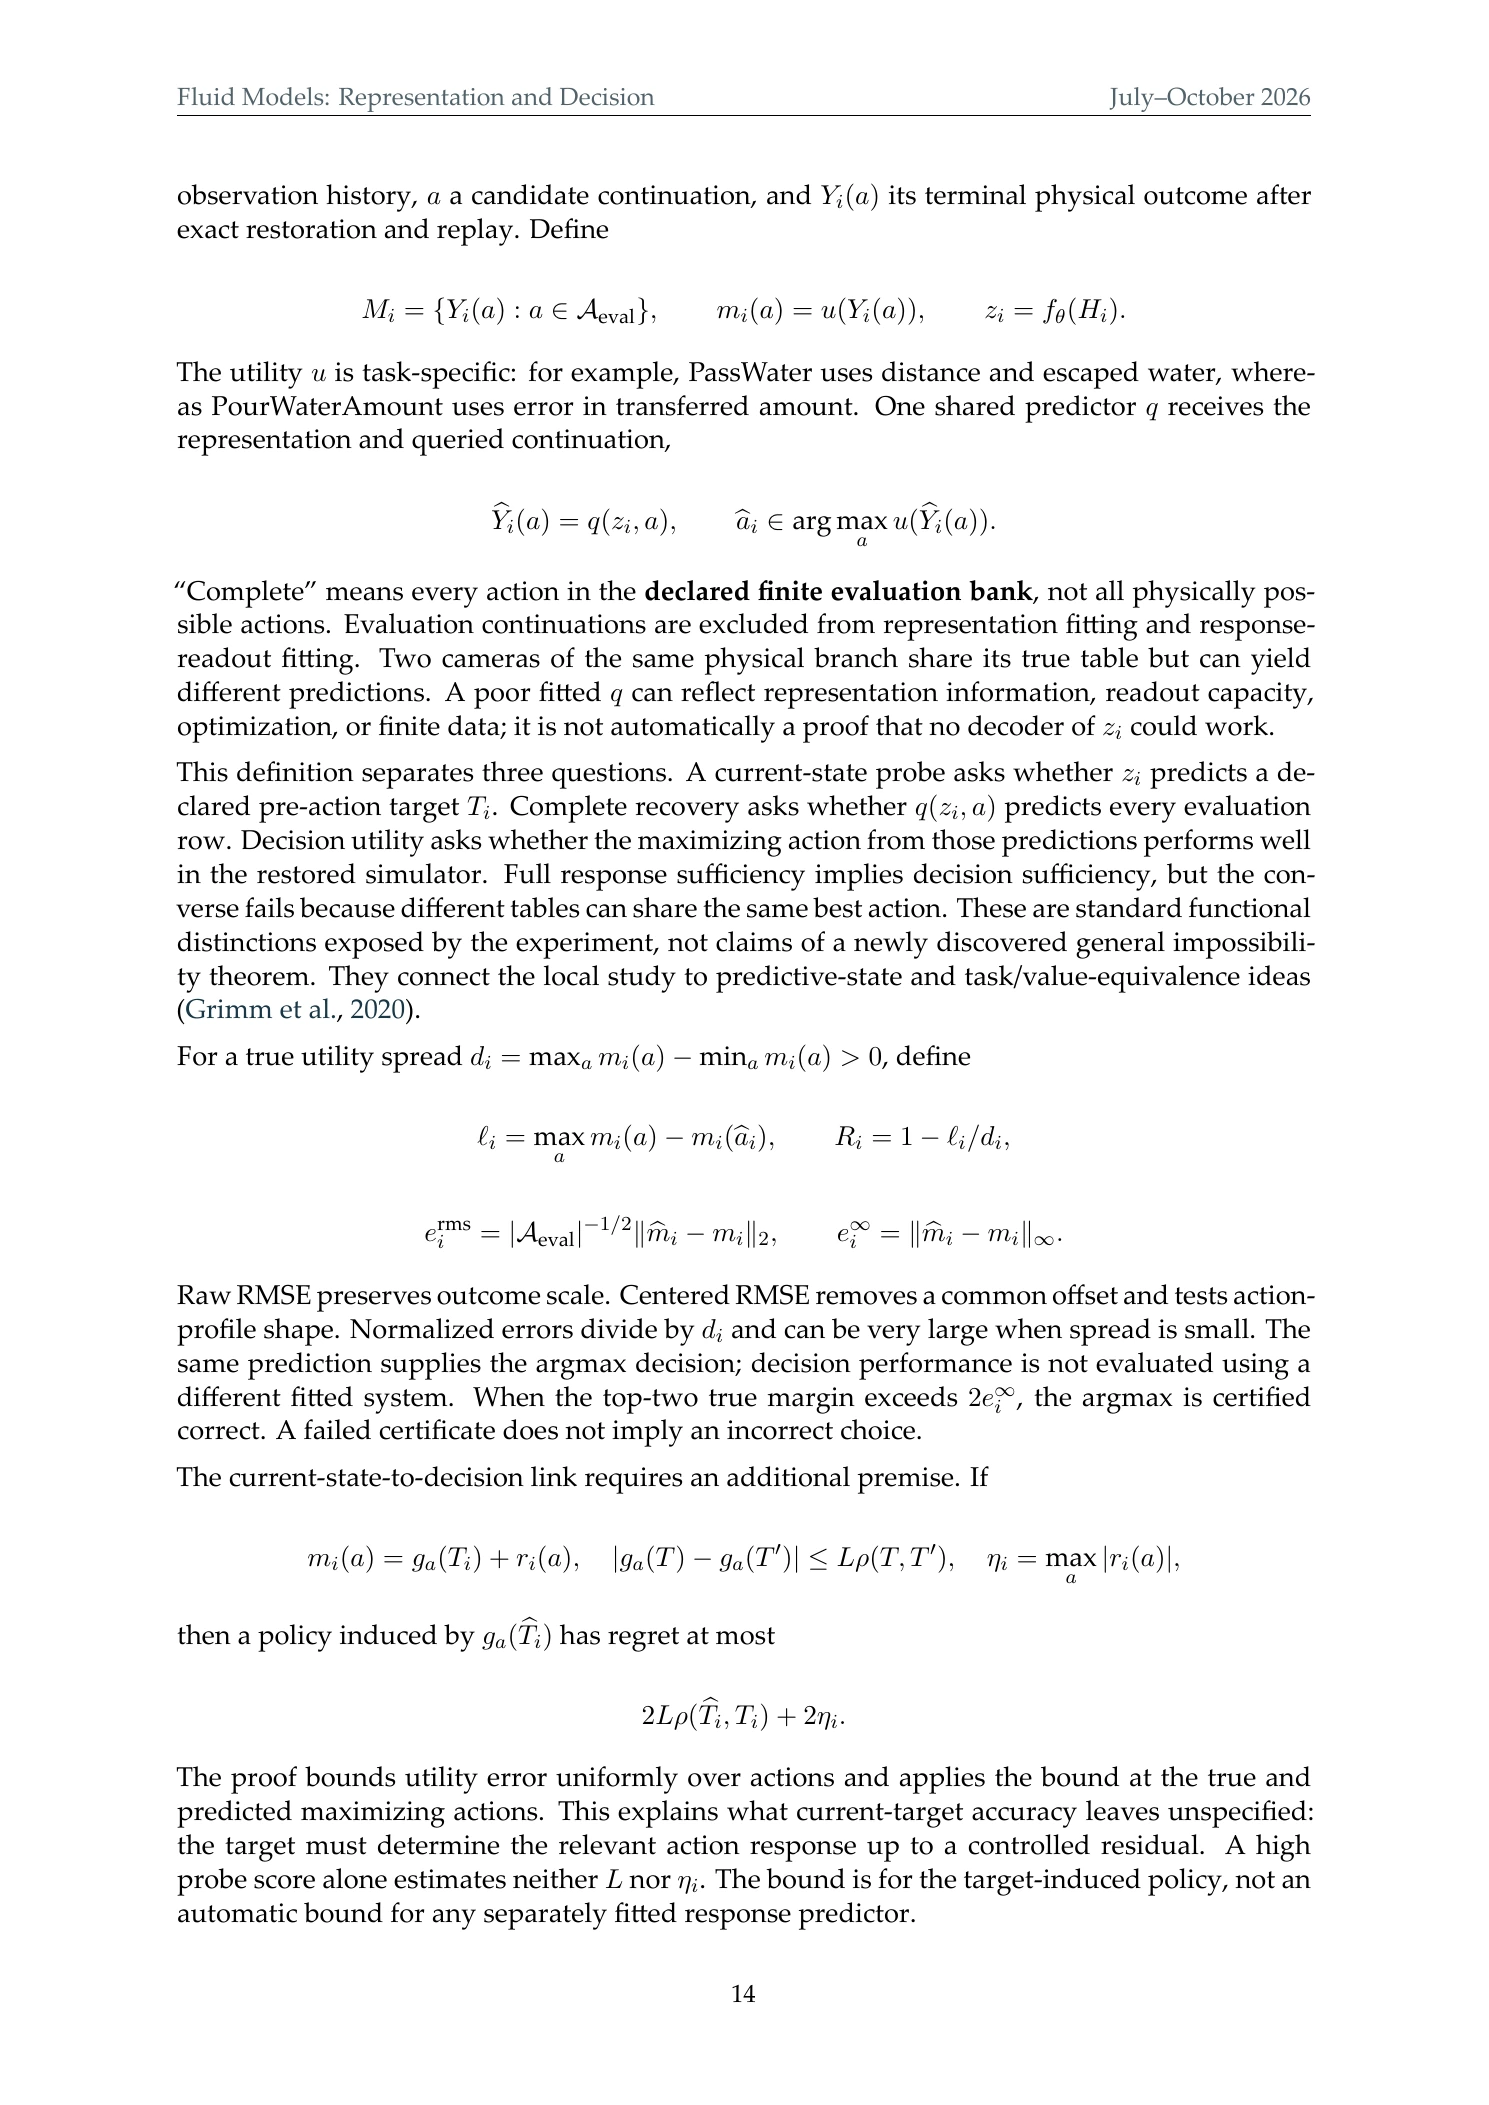 Fluid Models: Representation and Decision July–October 2026
observation history, a a candidate continuation, and Y_i(a) its terminal physical outcome after
exact restoration and replay. Define
M_i = {Y_i(a) : a ∈ 𝒜_eval}, m_i(a) = u(Y_i(a)), z_i = f_θ(H_i).
The utility u is task-specific: for example, PassWater uses distance and escaped water, where-
as PourWaterAmount uses error in transferred amount. One shared predictor q receives the
representation and queried continuation,
Ŷ_i(a) = q(z_i, a), â_i ∈ arg max_a u(Ŷ_i(a)).
“Complete” means every action in the declared finite evaluation bank, not all physically pos-
sible actions. Evaluation continuations are excluded from representation fitting and response-
readout fitting. Two cameras of the same physical branch share its true table but can yield
different predictions. A poor fitted q can reflect representation information, readout capacity,
optimization, or finite data; it is not automatically a proof that no decoder of z_i could work.
This definition separates three questions. A current-state probe asks whether z_i predicts a de-
clared pre-action target T_i. Complete recovery asks whether q(z_i, a) predicts every evaluation
row. Decision utility asks whether the maximizing action from those predictions performs well
in the restored simulator. Full response sufficiency implies decision sufficiency, but the con-
verse fails because different tables can share the same best action. These are standard functional
distinctions exposed by the experiment, not claims of a newly discovered general impossibili-
ty theorem. They connect the local study to predictive-state and task/value-equivalence ideas
(Grimm et al., 2020).
For a true utility spread d_i = max_a m_i(a) − min_a m_i(a) > 0, define
ℓ_i = max_a m_i(a) − m_i(â_i), R_i = 1 − ℓ_i/d_i,
e_i^rms = |𝒜_eval|^{−1/2}‖m̂_i − m_i‖_2, e_i^∞ = ‖m̂_i − m_i‖_∞.
Raw RMSE preserves outcome scale. Centered RMSE removes a common offset and tests action-
profile shape. Normalized errors divide by d_i and can be very large when spread is small. The
same prediction supplies the argmax decision; decision performance is not evaluated using a
different fitted system. When the top-two true margin exceeds 2e_i^∞, the argmax is certified
correct. A failed certificate does not imply an incorrect choice.
The current-state-to-decision link requires an additional premise. If
m_i(a) = g_a(T_i) + r_i(a), |g_a(T) − g_a(T′)| ≤ Lρ(T, T′), η_i = max_a |r_i(a)|,
then a policy induced by g_a(T̂_i) has regret at most
2Lρ(T̂_i, T_i) + 2η_i.
The proof bounds utility error uniformly over actions and applies the bound at the true and
predicted maximizing actions. This explains what current-target accuracy leaves unspecified:
the target must determine the relevant action response up to a controlled residual. A high
probe score alone estimates neither L nor η_i. The bound is for the target-induced policy, not an
automatic bound for any separately fitted response predictor.
14